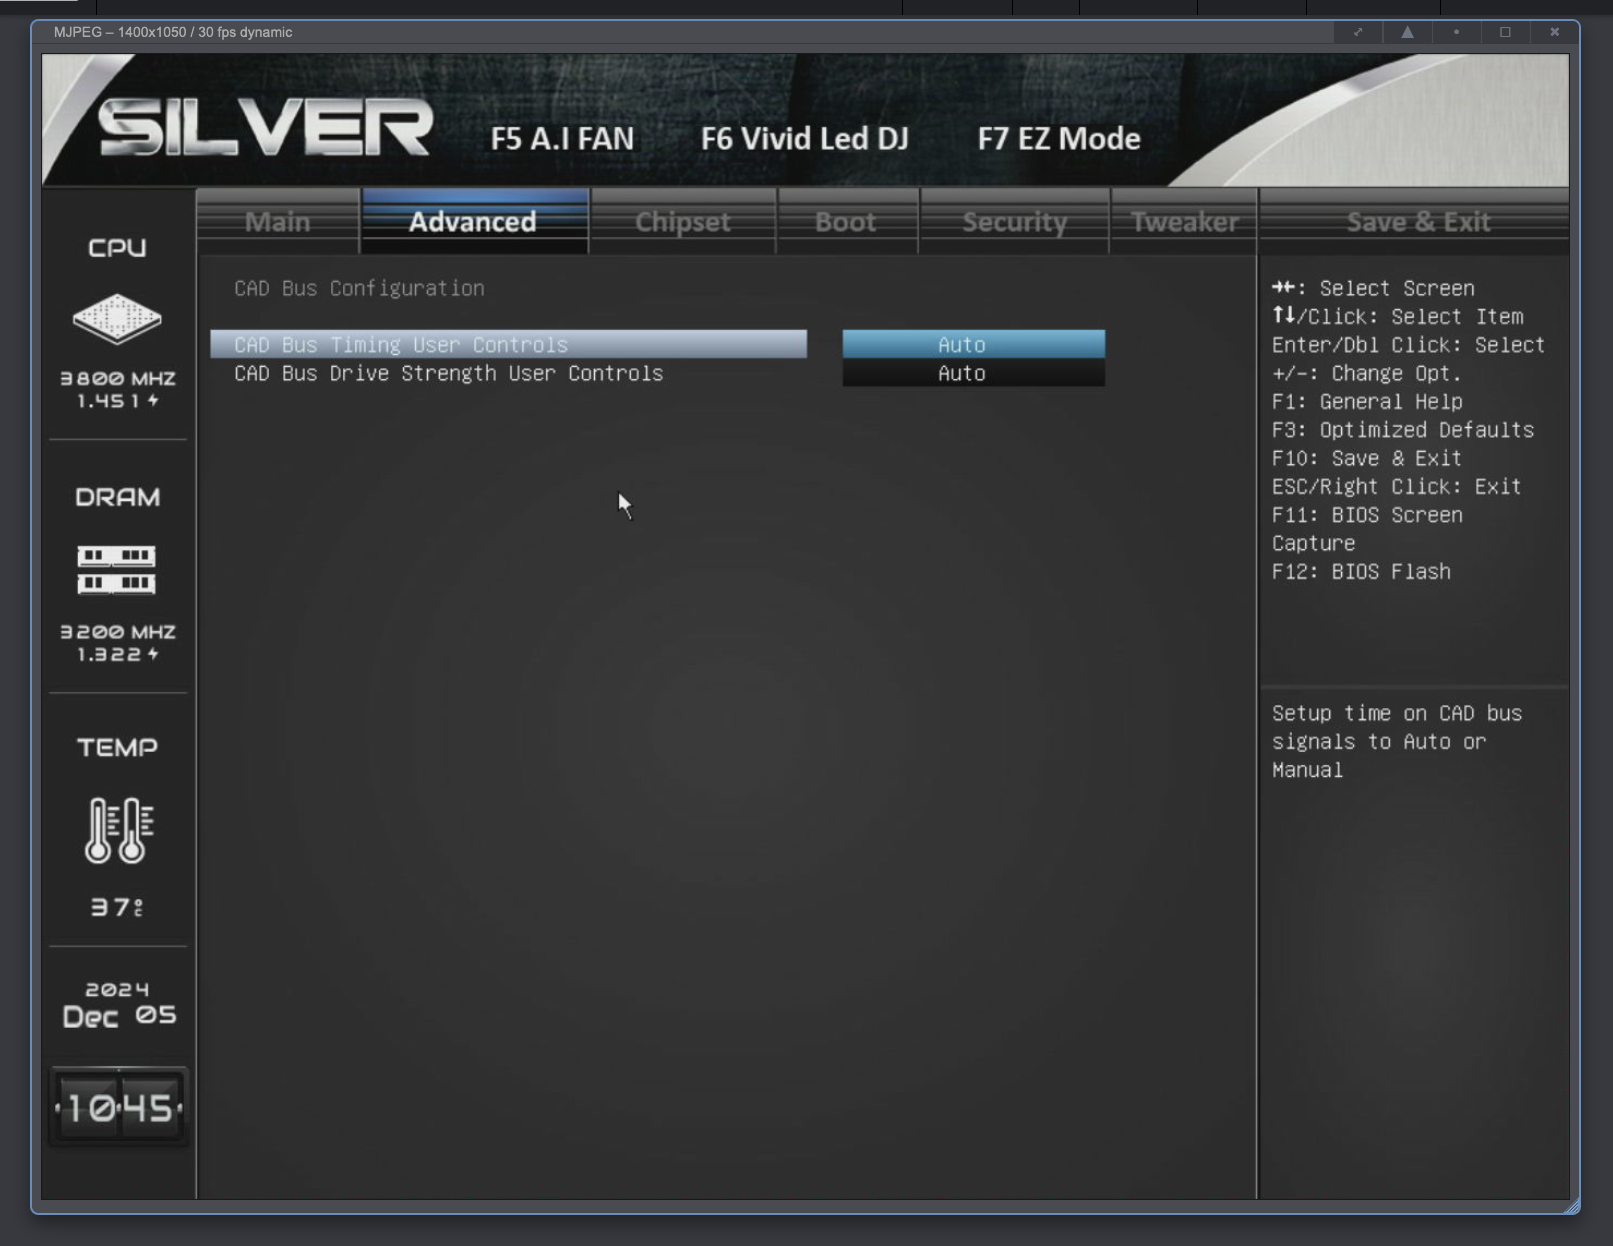 MJPEG – 1400x1050 / 30 fps dynamic
SILVER
F5 A.I FAN
F6 Vivid Led DJ
F7 EZ Mode
Main
Advanced
Chipset
Boot
Security
Tweaker
Save & Exit
CPU
3800 MHZ
1.451
DRAM
3200 MHZ
1.322
TEMP
37°C
2024
Dec 05
10:45
CAD Bus Configuration
CAD Bus Timing User Controls
Auto
CAD Bus Drive Strength User Controls
Auto
→←: Select Screen
↑↓/Click: Select Item
Enter/Dbl Click: Select
+/-: Change Opt.
F1: General Help
F3: Optimized Defaults
F10: Save & Exit
ESC/Right Click: Exit
F11: BIOS Screen
Capture
F12: BIOS Flash
Setup time on CAD bus
signals to Auto or
Manual